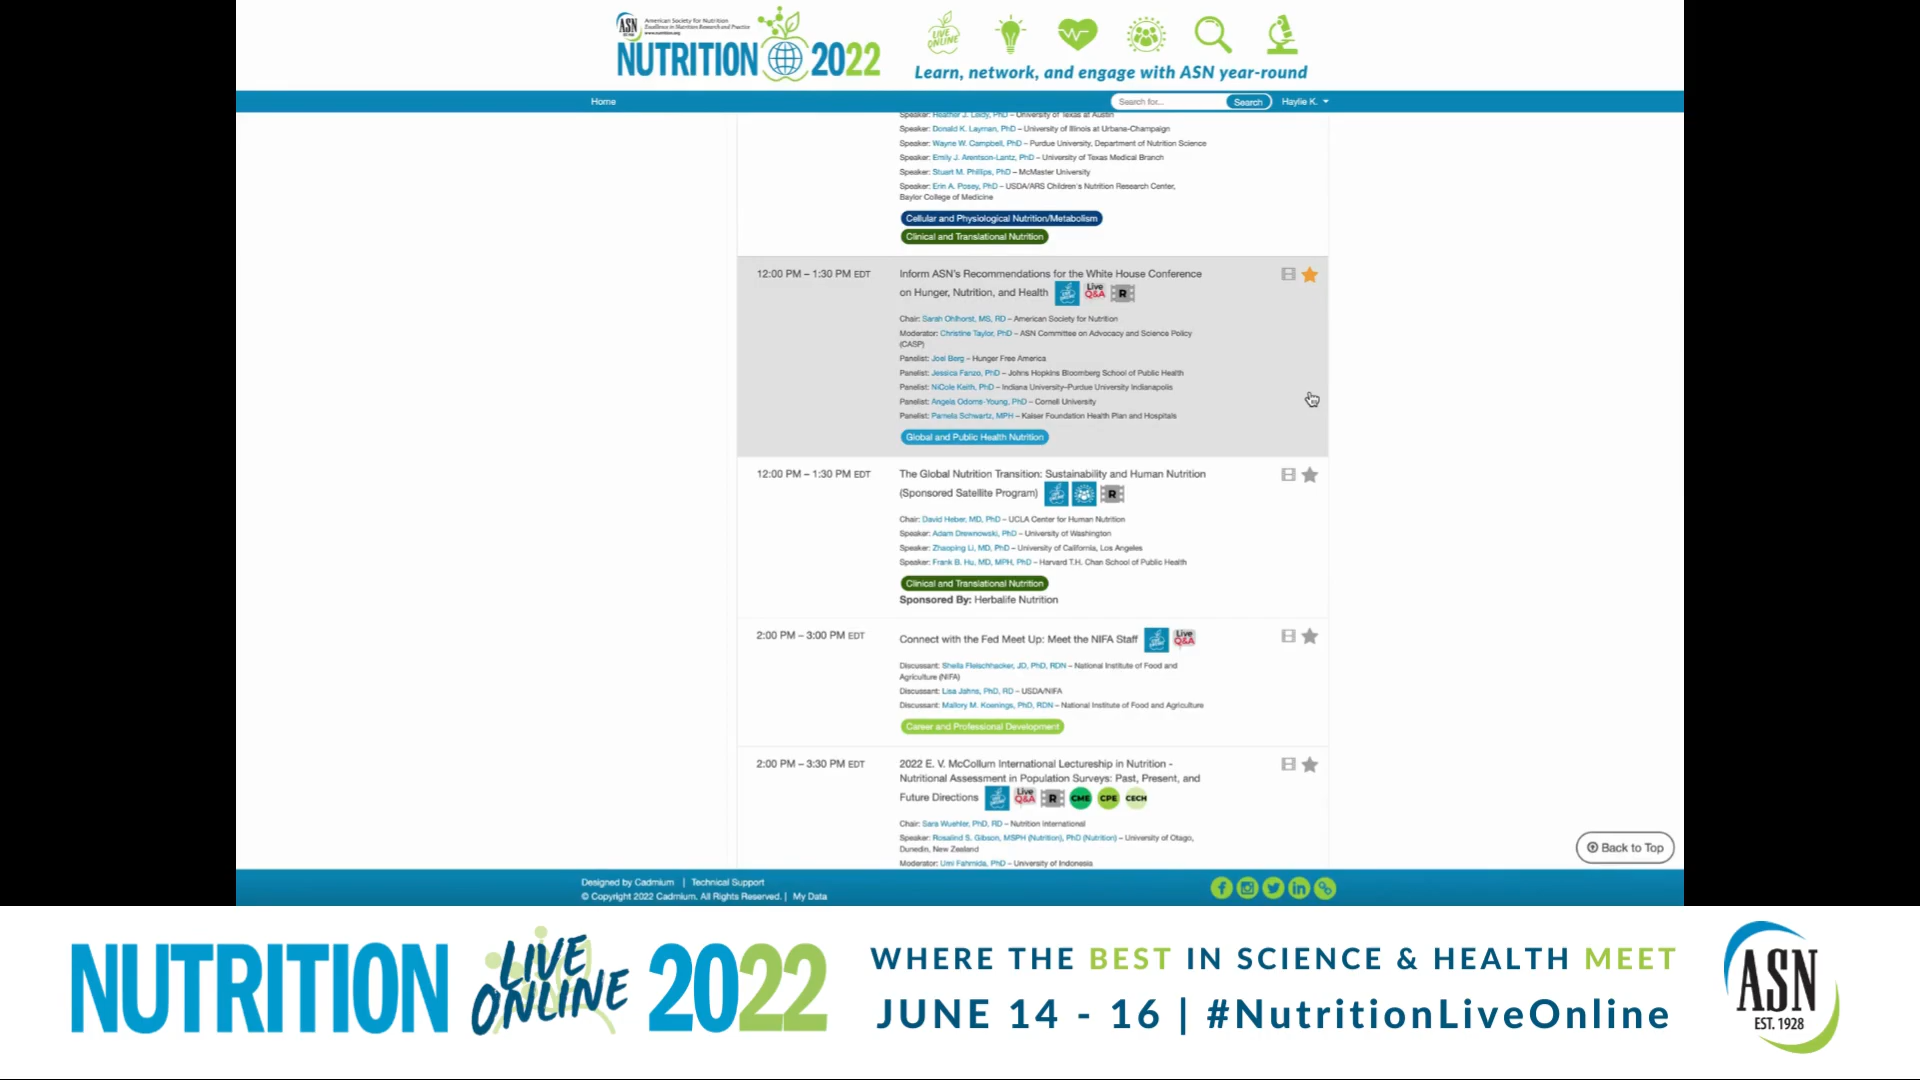 ASN
American Society for Nutrition
Excellence in Nutrition Research and Practice
www.nutrition.org
NUTRITION 2022
LIVE ONLINE
Learn, network, and engage with ASN year-round
Home
Search for...
Search
Haylie K.
Speaker: Heather J. Leidy, PhD – University of Texas at Austin
Speaker: Donald K. Layman, PhD – University of Illinois at Urbana-Champaign
Speaker: Wayne W. Campbell, PhD – Purdue University, Department of Nutrition Science
Speaker: Emily J. Arentson-Lantz, PhD – University of Texas Medical Branch
Speaker: Stuart M. Phillips, PhD – McMaster University
Speaker: Erin A. Posey, PhD – USDA/ARS Children's Nutrition Research Center,
Baylor College of Medicine
Cellular and Physiological Nutrition/Metabolism
Clinical and Translational Nutrition
12:00 PM – 1:30 PM EDT
Inform ASN's Recommendations for the White House Conference
on Hunger, Nutrition, and Health Live Q&A R
Chair: Sarah Ohlhorst, MS, RD – American Society for Nutrition
Moderator: Christine Taylor, PhD – ASN Committee on Advocacy and Science Policy
(CASP)
Panelist: Joel Berg – Hunger Free America
Panelist: Jessica Fanzo, PhD – Johns Hopkins Bloomberg School of Public Health
Panelist: NiCole Keith, PhD – Indiana University–Purdue University Indianapolis
Panelist: Angela Odoms-Young, PhD – Cornell University
Panelist: Pamela Schwartz, MPH – Kaiser Foundation Health Plan and Hospitals
Global and Public Health Nutrition
12:00 PM – 1:30 PM EDT
The Global Nutrition Transition: Sustainability and Human Nutrition
(Sponsored Satellite Program) R
Chair: David Heber, MD, PhD – UCLA Center for Human Nutrition
Speaker: Adam Drewnowski, PhD – University of Washington
Speaker: Zhaoping Li, MD, PhD – University of California, Los Angeles
Speaker: Frank B. Hu, MD, MPH, PhD – Harvard T.H. Chan School of Public Health
Clinical and Translational Nutrition
Sponsored By: Herbalife Nutrition
2:00 PM – 3:00 PM EDT
Connect with the Fed Meet Up: Meet the NIFA Staff Live Q&A
Discussant: Sheila Fleischhacker, JD, PhD, RDN – National Institute of Food and
Agriculture (NIFA)
Discussant: Lisa Jahns, PhD, RD – USDA/NIFA
Discussant: Mallory M. Koenings, PhD, RDN – National Institute of Food and Agriculture
Career and Professional Development
2:00 PM – 3:30 PM EDT
2022 E. V. McCollum International Lectureship in Nutrition -
Nutritional Assessment in Population Surveys: Past, Present, and
Future Directions Live Q&A R CME CPE CECH
Chair: Sara Wuehler, PhD, RD – Nutrition International
Speaker: Rosalind S. Gibson, MSPH (Nutrition), PhD (Nutrition) – University of Otago,
Dunedin, New Zealand
Moderator: Umi Fahmida, PhD – University of Indonesia
Back to Top
Designed by Cadmium | Technical Support
© Copyright 2022 Cadmium. All Rights Reserved. | My Data
NUTRITION LIVE ONLINE 2022
WHERE THE BEST IN SCIENCE & HEALTH MEET
JUNE 14 - 16 | #NutritionLiveOnline
ASN
EST. 1928